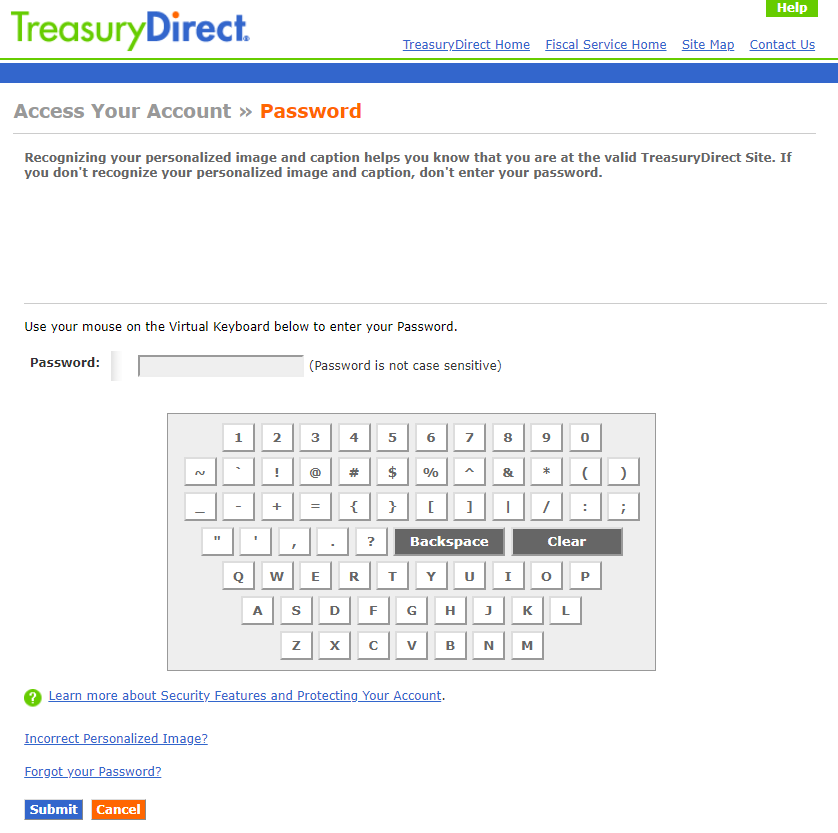 Help
TreasuryDirect®
TreasuryDirect Home Fiscal Service Home Site Map Contact Us
Access Your Account » Password
Recognizing your personalized image and caption helps you know that you are at the valid TreasuryDirect Site. If
you don't recognize your personalized image and caption, don't enter your password.
Use your mouse on the Virtual Keyboard below to enter your Password.
Password: (Password is not case sensitive)
1 2 3 4 5 6 7 8 9 0
~ ` ! @ # $ % ^ & * ( )
_ - + = { } [ ] | / : ;
" ' , . ? Backspace Clear
Q W E R T Y U I O P
A S D F G H J K L
Z X C V B N M
? Learn more about Security Features and Protecting Your Account.
Incorrect Personalized Image?
Forgot your Password?
Submit Cancel